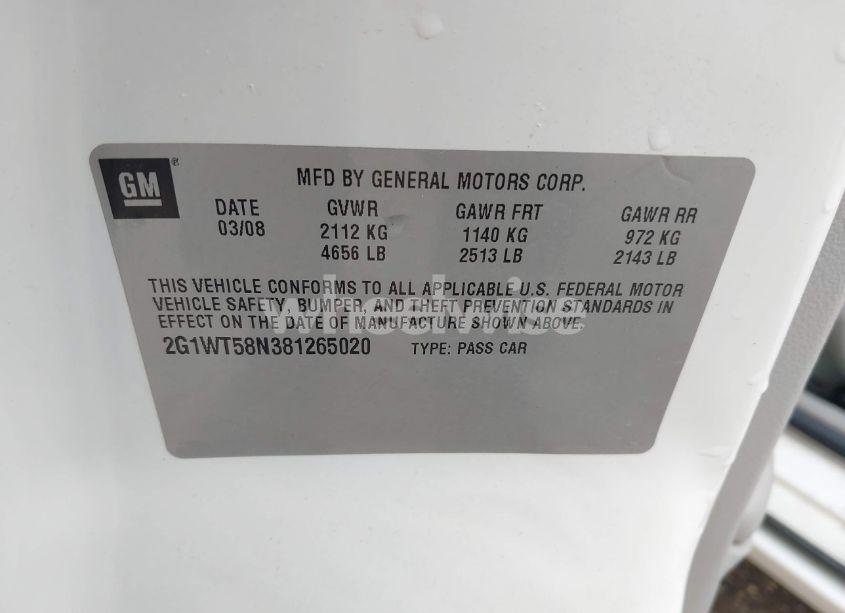 GM®
MFD BY GENERAL MOTORS CORP.
DATE GVWR GAWR FRT GAWR RR
03/08 2112 KG 1140 KG 972 KG
4656 LB 2513 LB 2143 LB
THIS VEHICLE CONFORMS TO ALL APPLICABLE U.S. FEDERAL MOTOR
VEHICLE SAFETY, BUMPER, AND THEFT PREVENTION STANDARDS IN
EFFECT ON THE DATE OF MANUFACTURE SHOWN ABOVE.
2G1WT58N381265020 TYPE: PASS CAR